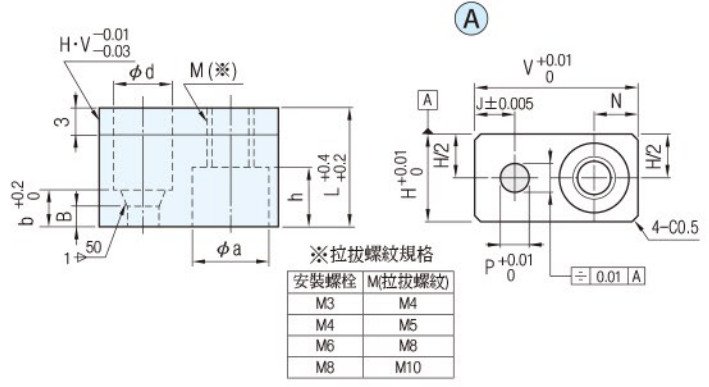 A
H·V −0.01 −0.03
φd
M(※)
3
b +0.2 0
B
1 50
φa
h
L +0.4 +0.2
V +0.01 0
A
J±0.005
N
H +0.01 0
H/2
H/2
P +0.01 0
4−C0.5
0.01 A
※拉拔螺紋規格
安裝螺栓 M(拉拔螺紋)
M3 M4
M4 M5
M6 M8
M8 M10